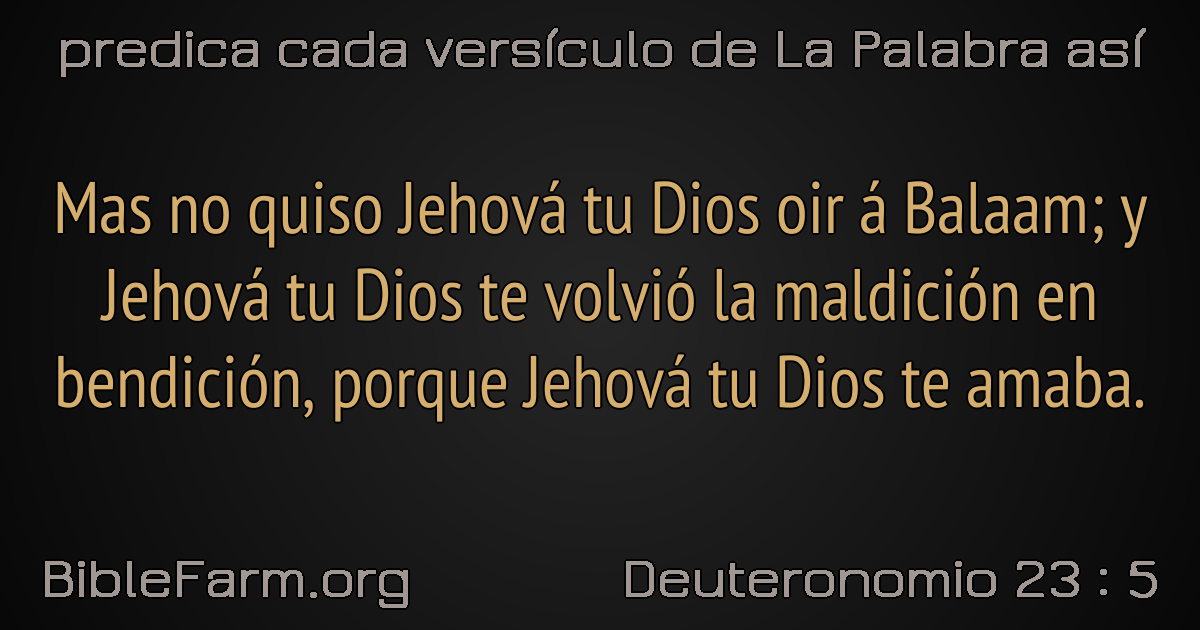 predica cada versículo de La Palabra así
Mas no quiso Jehová tu Dios oir á Balaam; y
Jehová tu Dios te volvió la maldición en
bendición, porque Jehová tu Dios te amaba.
BibleFarm.org
Deuteronomio 23 : 5